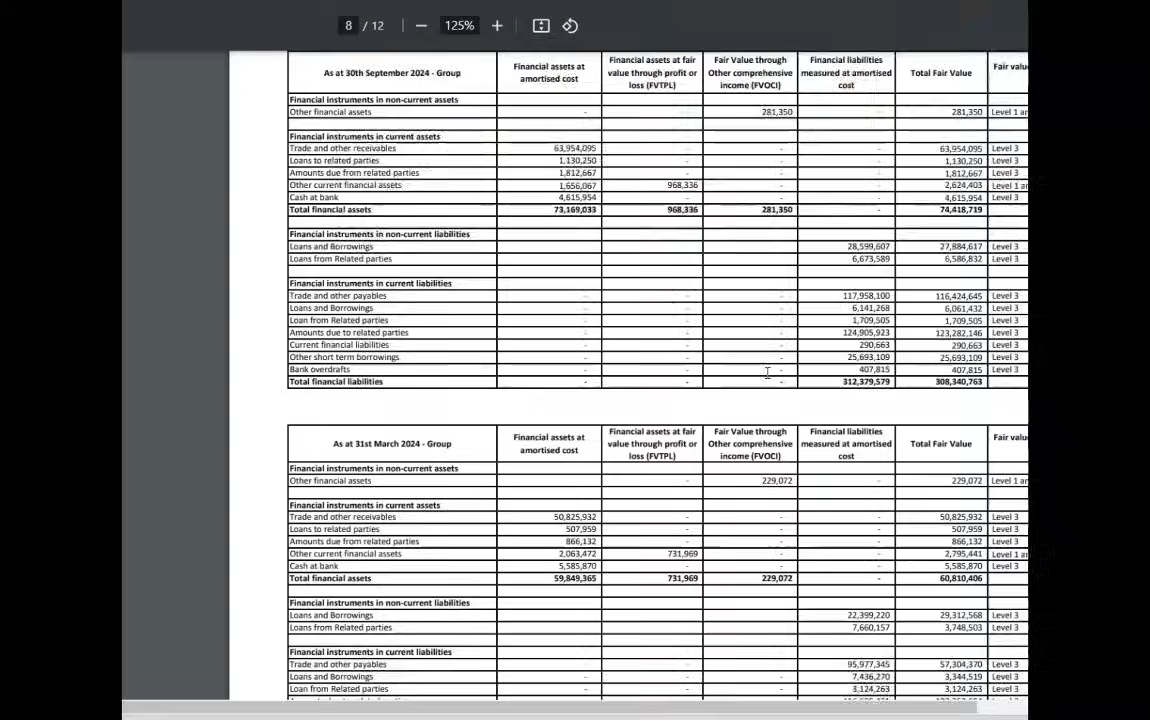 8 / 12 125%
As at 30th September 2024 - Group Financial assets at amortised cost Financial assets at fair value through profit or loss (FVTPL) Fair Value through Other comprehensive income (FVOCI) Financial liabilities measured at amortised cost Total Fair Value Fair valu
Financial instruments in non-current assets
Other financial assets - 281,350 281,350 Level 1 ar
Financial instruments in current assets
Trade and other receivables 63,954,095 - - - 63,954,095 Level 3
Loans to related parties 1,130,250 - - - 1,130,250 Level 3
Amounts due from related parties 1,812,667 - - - 1,812,667 Level 3
Other current financial assets 1,656,067 968,336 - - 2,624,403 Level 1 ar
Cash at bank 4,615,954 - - - 4,615,954 Level 3
Total financial assets 73,169,033 968,336 281,350 - 74,418,719
Financial instruments in non-current liabilities
Loans and Borrowings 28,599,607 27,884,617 Level 3
Loans from Related parties 6,673,589 6,586,832 Level 3
Financial instruments in current liabilities
Trade and other payables - - - 117,958,100 116,424,645 Level 3
Loans and Borrowings - - - 6,141,268 6,061,432 Level 3
Loan from Related parties - - - 1,709,505 1,709,505 Level 3
Amounts due to related parties - - - 124,905,923 123,282,146 Level 3
Current financial liabilities - - - 290,663 290,663 Level 3
Other short term borrowings - - - 25,693,109 25,693,109 Level 3
Bank overdrafts - - - 407,815 407,815 Level 3
Total financial liabilities - - - 312,379,579 308,340,763
As at 31st March 2024 - Group Financial assets at amortised cost Financial assets at fair value through profit or loss (FVTPL) Fair Value through Other comprehensive income (FVOCI) Financial liabilities measured at amortised cost Total Fair Value Fair valu
Financial instruments in non-current assets
Other financial assets 229,072 - 229,072 Level 1 ar
Financial instruments in current assets
Trade and other receivables 50,825,932 - - - 50,825,932 Level 3
Loans to related parties 507,959 - - - 507,959 Level 3
Amounts due from related parties 866,132 - - - 866,132 Level 3
Other current financial assets 2,063,472 731,969 - - 2,795,441 Level 1 ar
Cash at bank 5,585,870 - - - 5,585,870 Level 3
Total financial assets 59,849,365 731,969 229,072 - 60,810,406
Financial instruments in non-current liabilities
Loans and Borrowings 22,399,220 29,312,568 Level 3
Loans from Related parties 7,660,157 3,748,503 Level 3
Financial instruments in current liabilities
Trade and other payables - 95,977,345 57,304,370 Level 3
Loans and Borrowings - - - 7,436,270 3,344,519 Level 3
Loan from Related parties - - - 3,124,263 3,124,263 Level 3